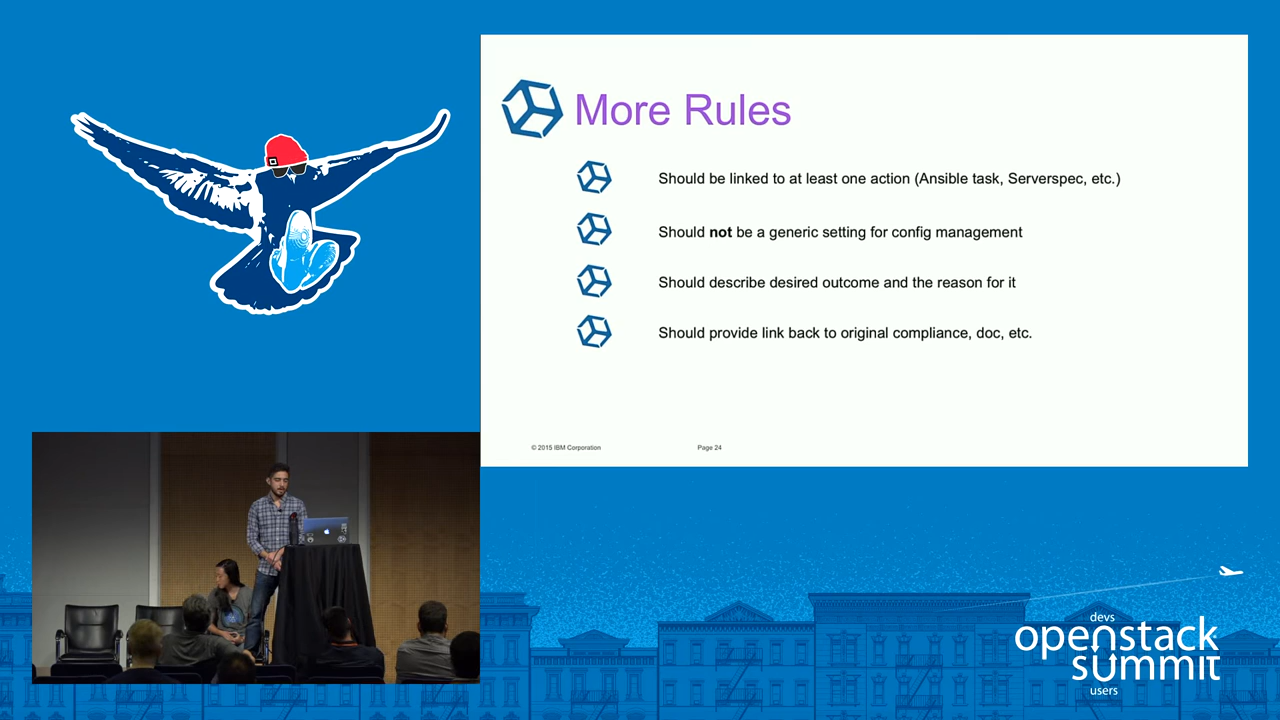 More Rules
Should be linked to at least one action (Ansible task, Serverspec, etc.)
Should not be a generic setting for config management
Should describe desired outcome and the reason for it
Should provide link back to original compliance, doc, etc.
© 2015 IBM Corporation
Page 24
devs
openstack
summit
users